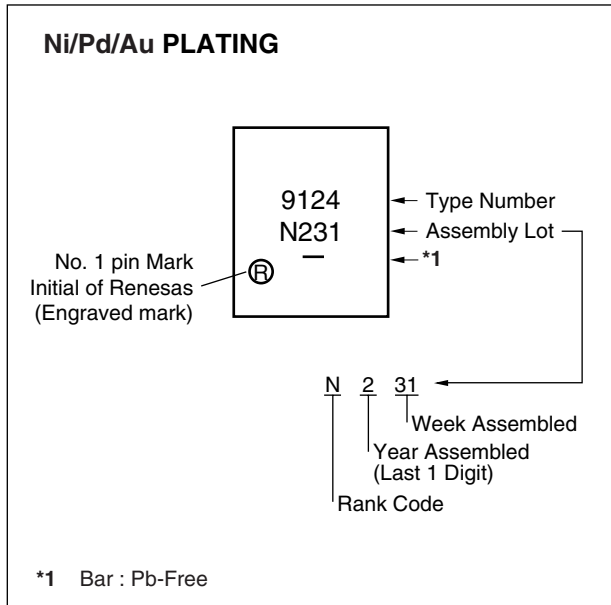 Ni/Pd/Au PLATING
9124
N231
R
Type Number
Assembly Lot
*1
No. 1 pin Mark
Initial of Renesas
(Engraved mark)
N 2 31
Week Assembled
Year Assembled
(Last 1 Digit)
Rank Code
*1 Bar : Pb-Free